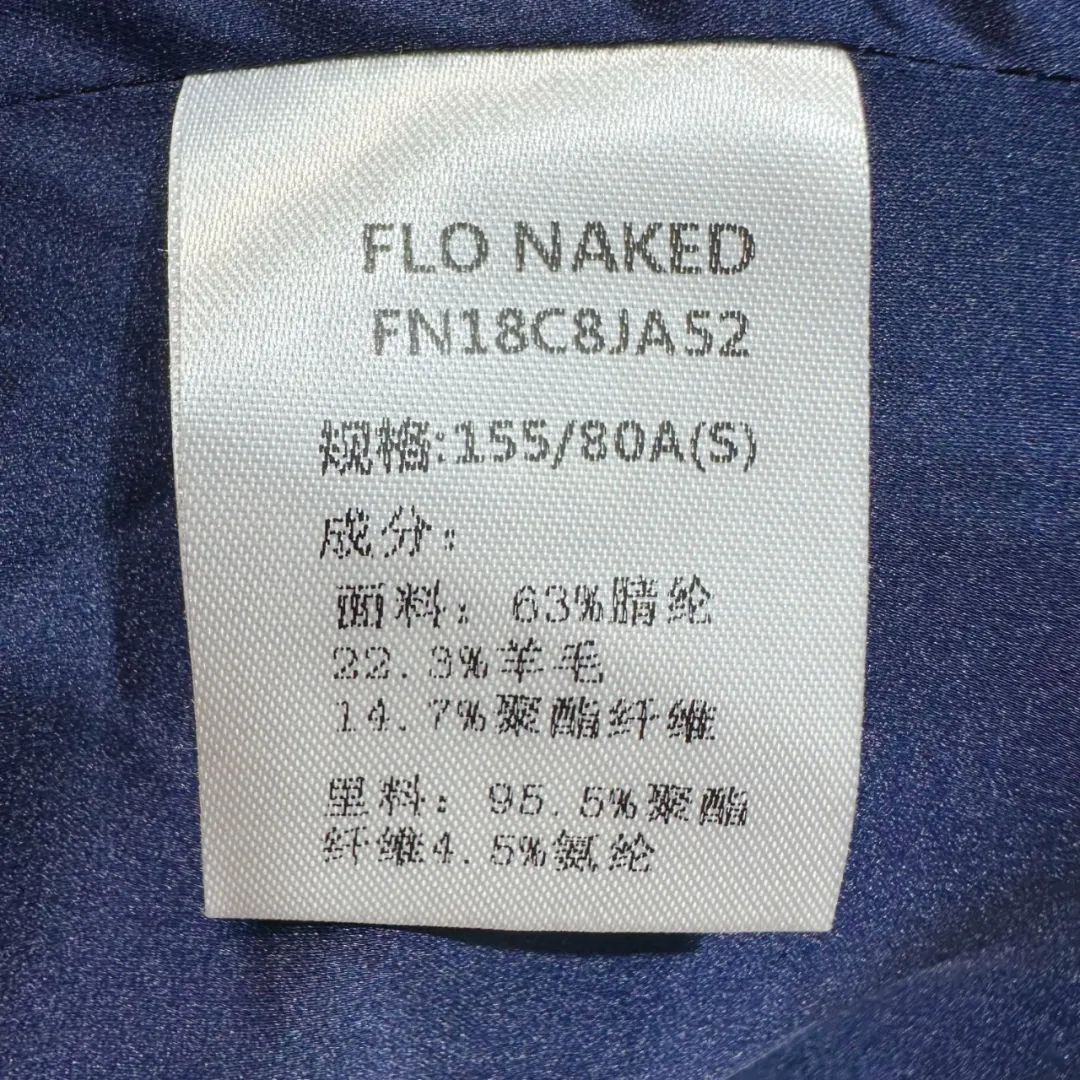 FLO NAKED
FN18C8JA52
规格:155/80A(S)
成分：
面料：63%腈纶
22.3%羊毛
14.7%聚酯纤维
里料：95.5%聚酯
纤维4.5%氨纶